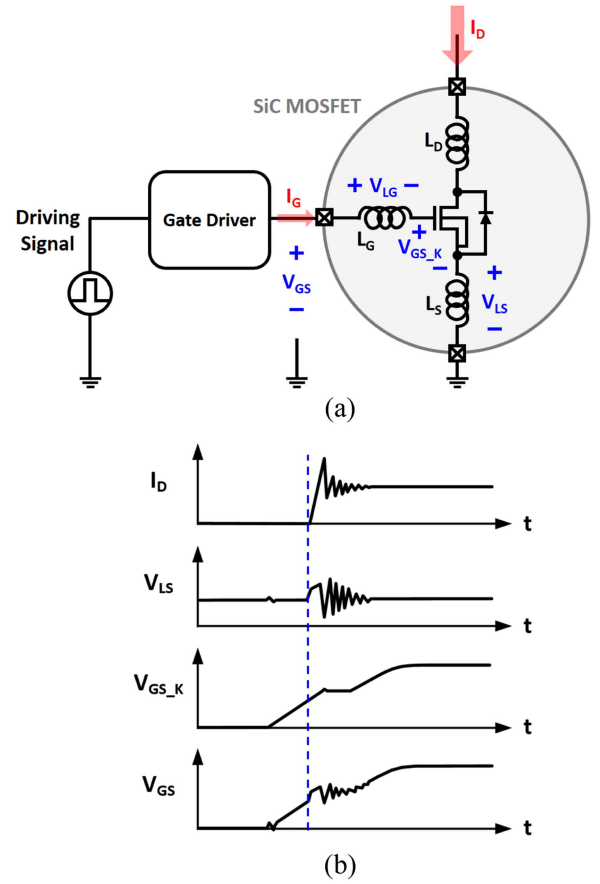 I_D
SiC MOSFET
L_D
I_G
+ V_LG −
Driving
Signal
Gate Driver
L_G
+
V_GS_K
−
+
V_GS
−
L_S
+
V_LS
−
(a)
I_D
t
V_LS
t
V_GS_K
t
V_GS
t
(b)